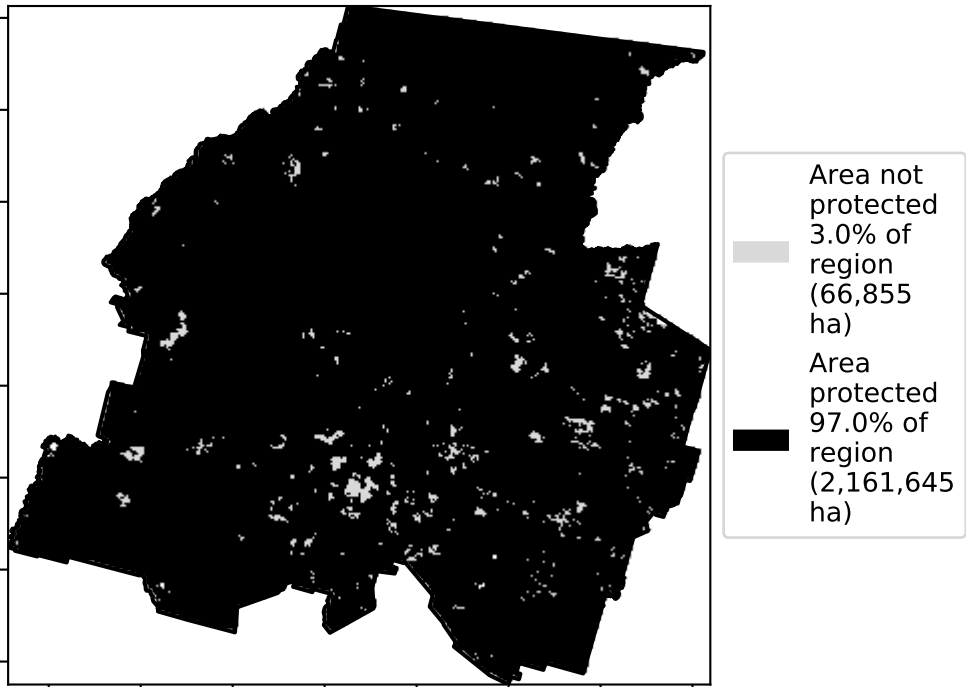 Area not
protected
3.0% of
region
(66,855
ha)
Area
protected
97.0% of
region
(2,161,645
ha)